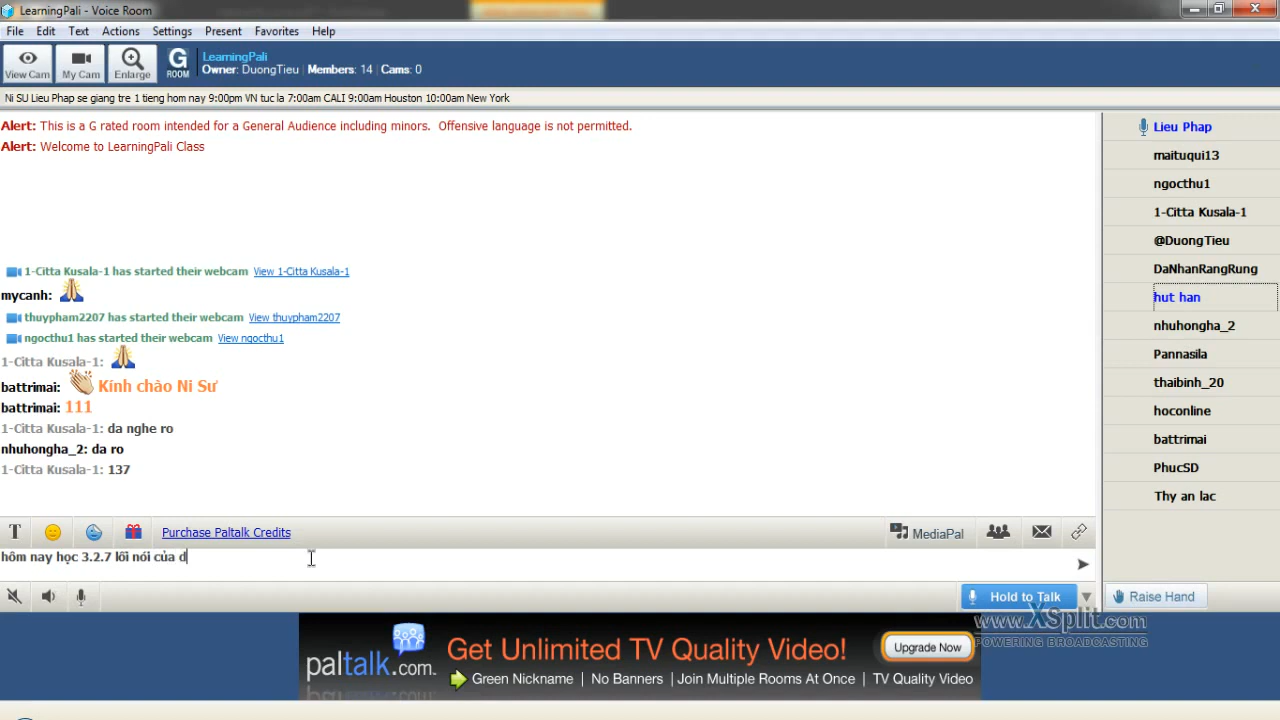 LearningPali - Voice Room
File Edit Text Actions Settings Present Favorites Help
View Cam
My Cam
Enlarge
G
ROOM
LearningPali
Owner: DuongTieu Members: 14 Cams: 0
Ni SU Lieu Phap se giang tre 1 tieng hom nay 9:00pm VN tuc la 7:00am CALI 9:00am Houston 10:00am New York
Alert: This is a G rated room intended for a General Audience including minors. Offensive language is not permitted.
Alert: Welcome to LearningPali Class
1-Citta Kusala-1 has started their webcam View 1-Citta Kusala-1
mycanh:
thuypham2207 has started their webcam View thuypham2207
ngocthu1 has started their webcam View ngocthu1
1-Citta Kusala-1:
battrimai: Kính chào Ni Sư
battrimai: 111
1-Citta Kusala-1: da nghe ro
nhuhongha_2: da ro
1-Citta Kusala-1: 137
Lieu Phap
maituqui13
ngocthu1
1-Citta Kusala-1
@DuongTieu
DaNhanRangRung
hut han
nhuhongha_2
Pannasila
thaibinh_20
hoconline
battrimai
PhucSD
Thy an lac
T
Purchase Paltalk Credits
MediaPal
hôm nay học 3.2.7 lôi nói của d
Hold to Talk
Raise Hand
www.XSplit.com
POWERING BROADCASTING
paltalk.com
Get Unlimited TV Quality Video!
Upgrade Now
Green Nickname | No Banners | Join Multiple Rooms At Once | TV Quality Video